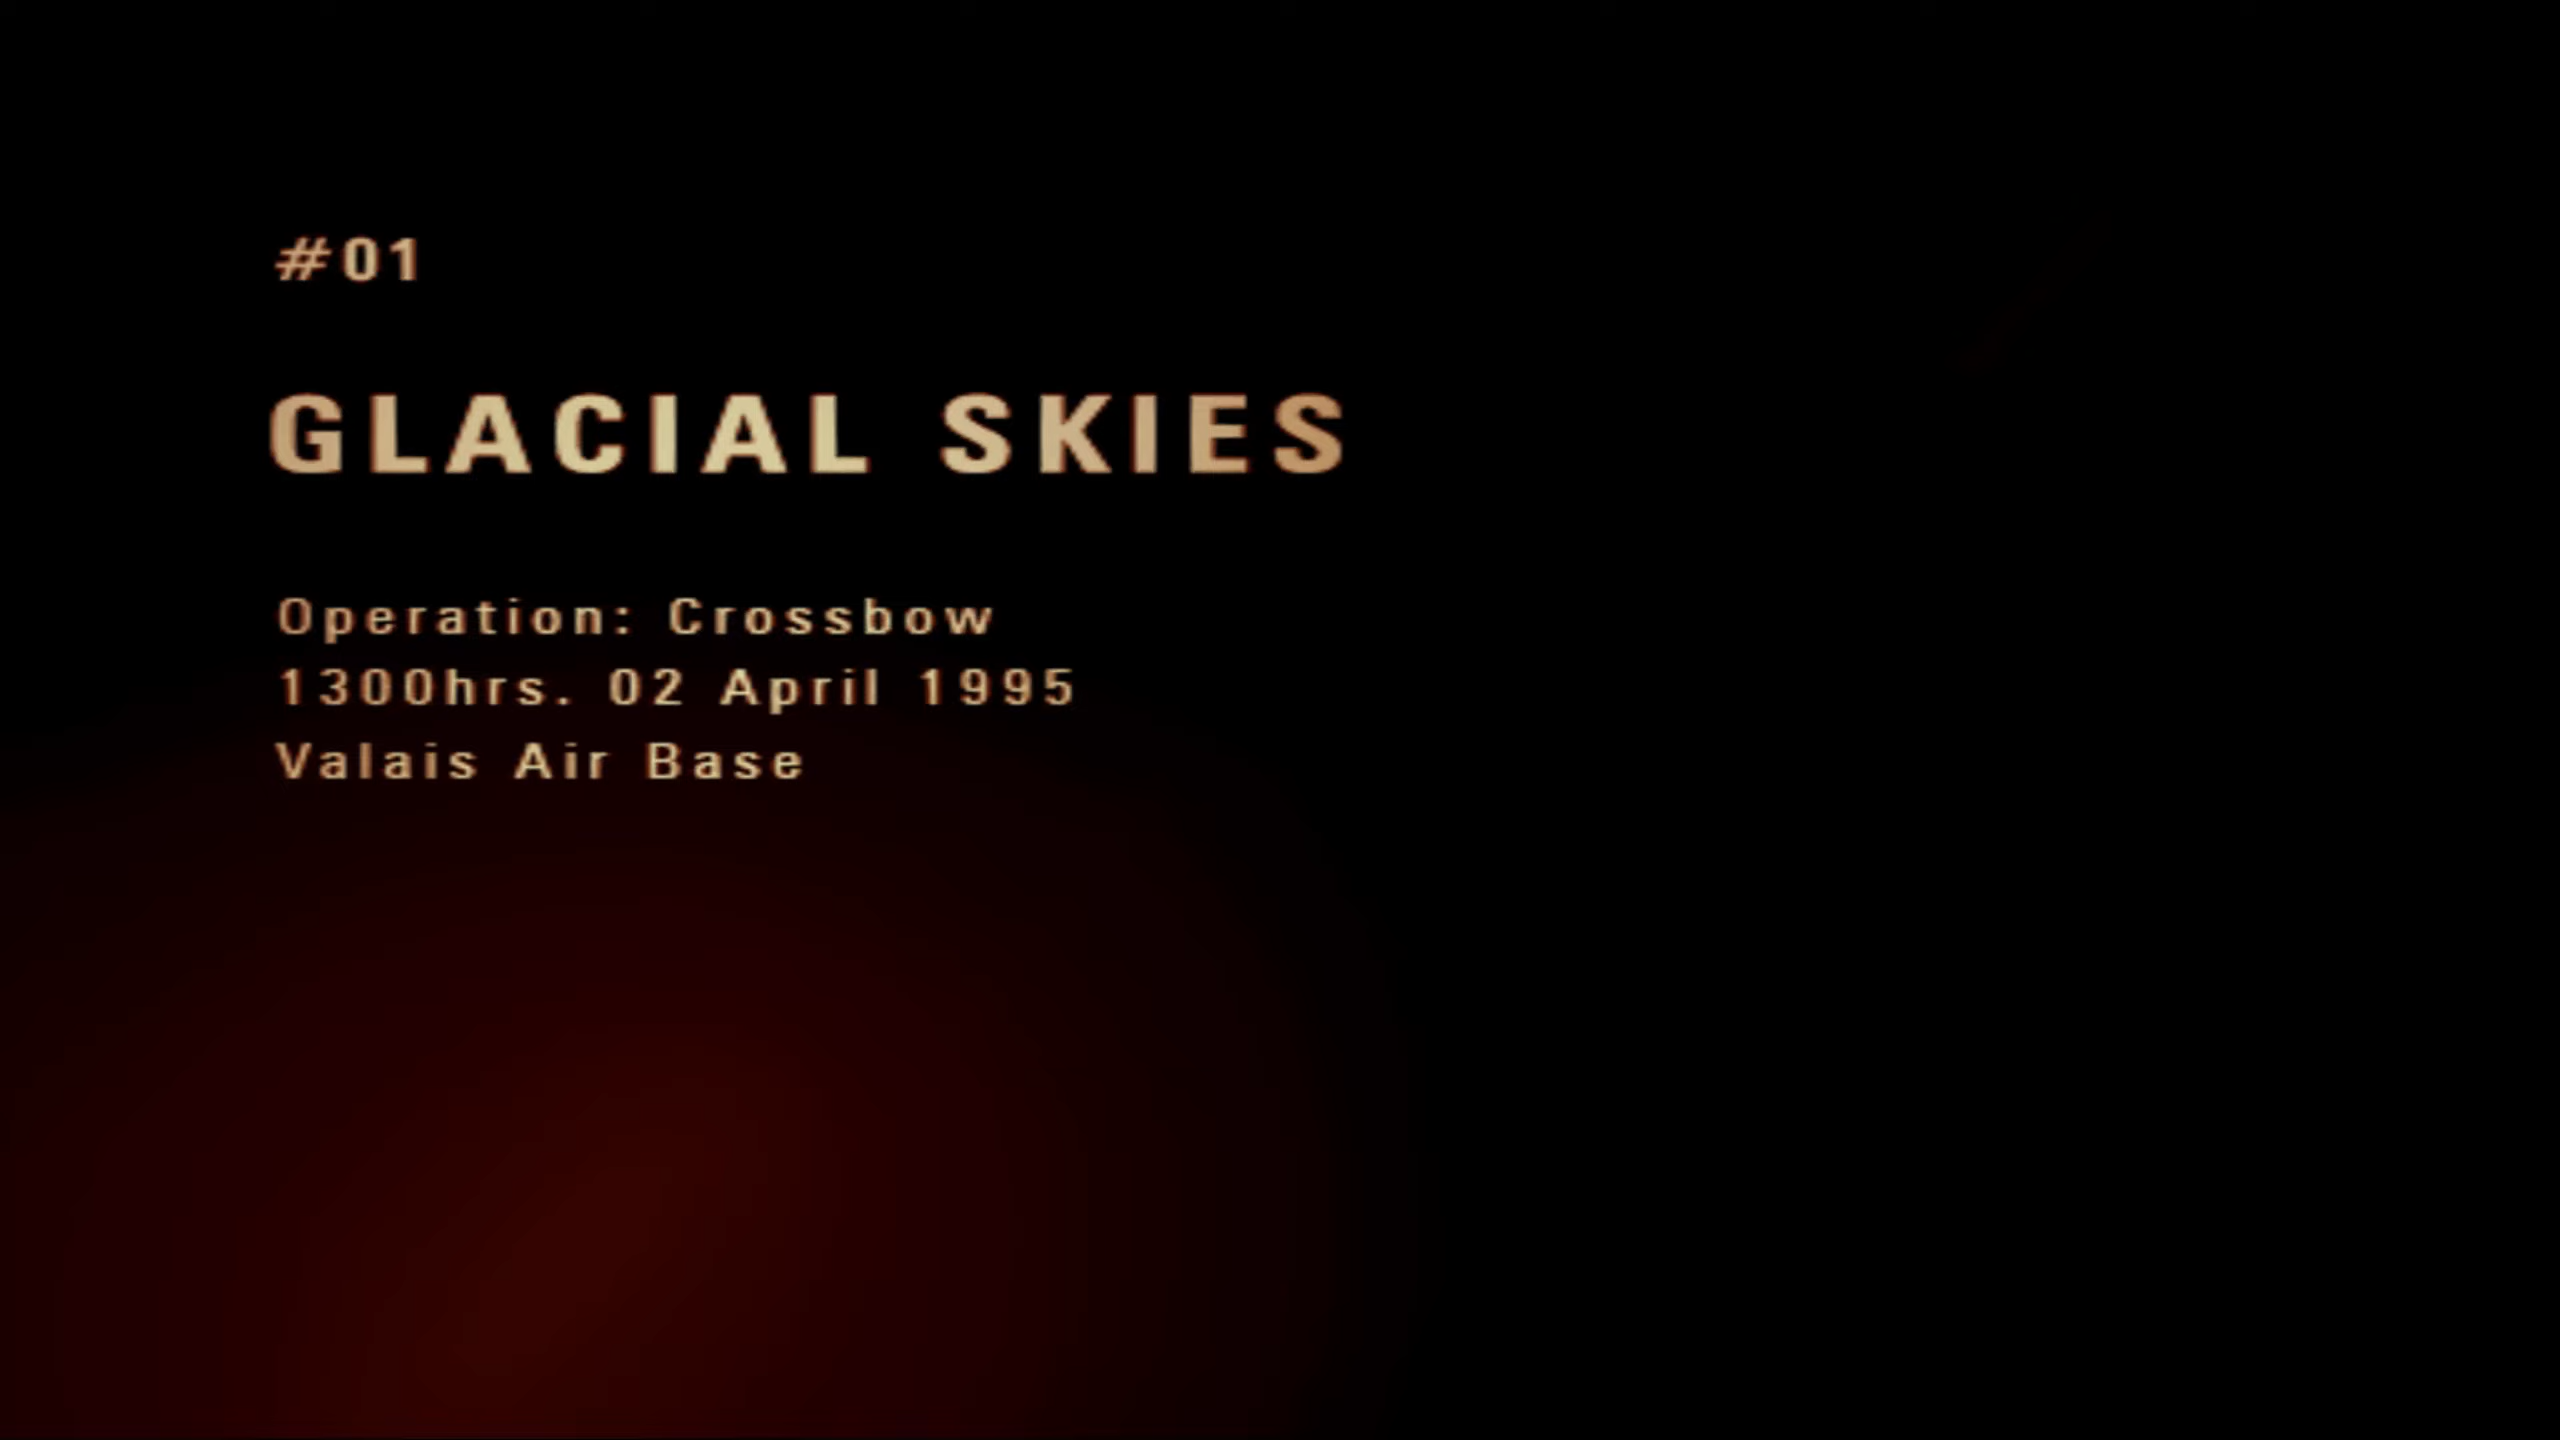 #01
GLACIAL SKIES
Operation: Crossbow
1300hrs. 02 April 1995
Valais Air Base